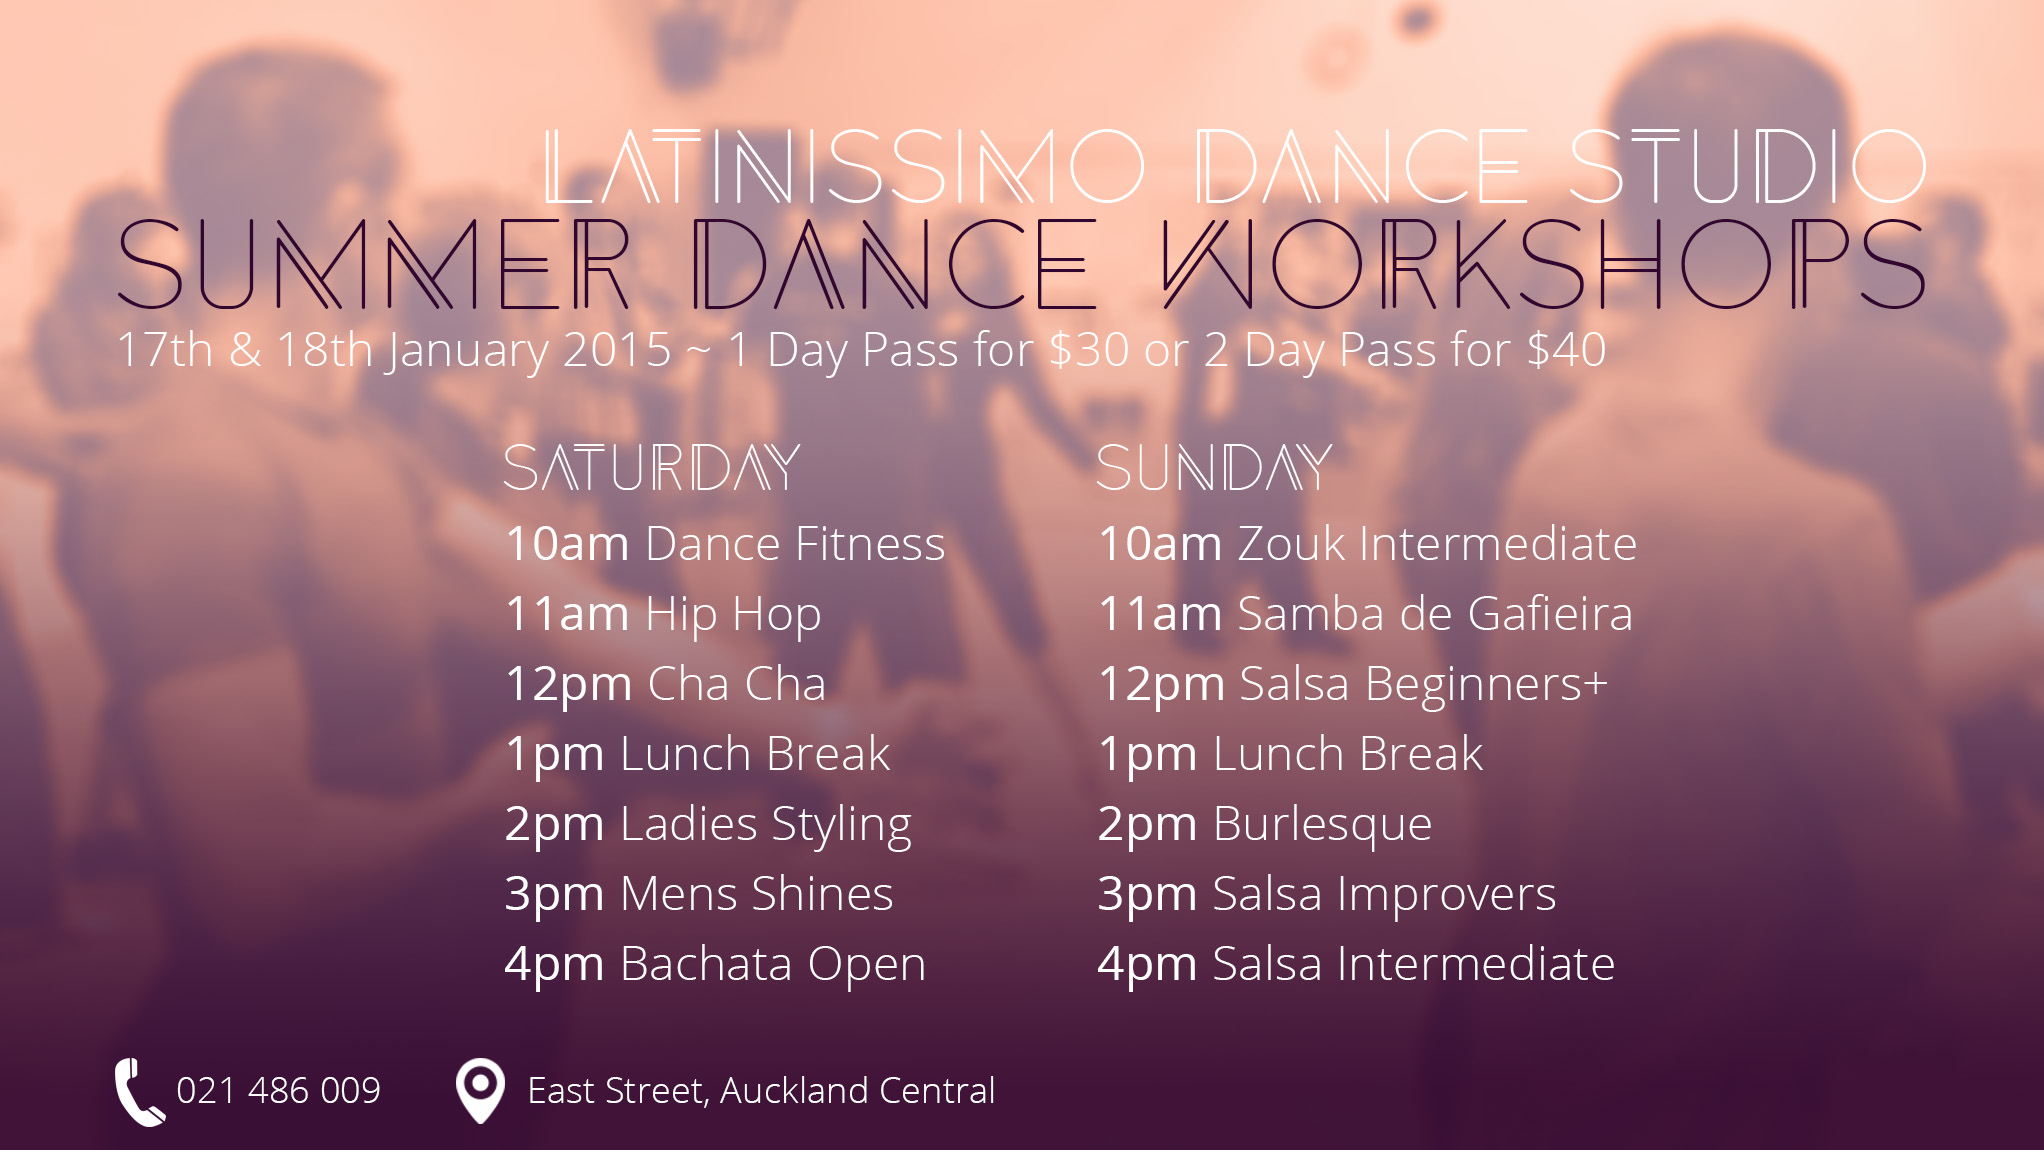 LATINISSIMO DANCE STUDIO
SUMMER DANCE WORKSHOPS
17th & 18th January 2015 ~ 1 Day Pass for $30 or 2 Day Pass for $40
SATURDAY
10am Dance Fitness
11am Hip Hop
12pm Cha Cha
1pm Lunch Break
2pm Ladies Styling
3pm Mens Shines
4pm Bachata Open
SUNDAY
10am Zouk Intermediate
11am Samba de Gafieira
12pm Salsa Beginners+
1pm Lunch Break
2pm Burlesque
3pm Salsa Improvers
4pm Salsa Intermediate
021 486 009
East Street, Auckland Central